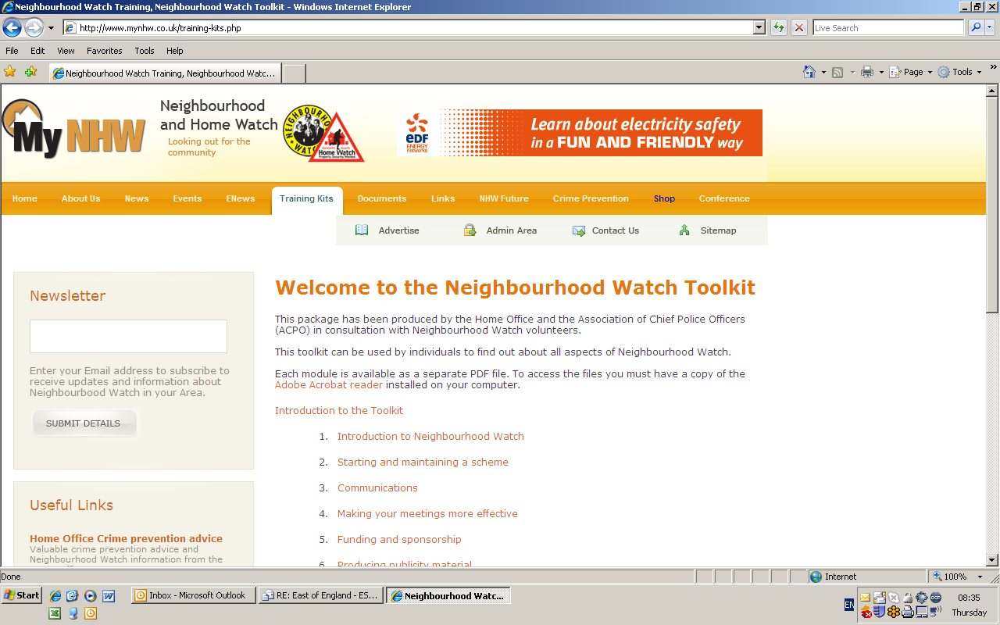 Neighbourhood Watch Training, Neighbourhood Watch Toolkit - Windows Internet Explorer
http://www.mynhw.co.uk/training-kits.php
Live Search
File Edit View Favorites Tools Help
Neighbourhood Watch Training, Neighbourhood Watc...
Page Tools
My NHW
Neighbourhood
and Home Watch
Looking out for the
community
NEIGHBOURHOOD WATCH
Home Watch
Property Security Marked
eDF
ENERGY
networks
Learn about electricity safety
in a FUN AND FRIENDLY way
Home About Us News Events ENews Training Kits Documents Links NHW Future Crime Prevention Shop Conference
Advertise Admin Area Contact Us Sitemap
Newsletter
Enter your Email address to subscribe to
receive updates and information about
Neighbourhood Watch in your Area.
SUBMIT DETAILS
Useful Links
Home Office Crime prevention advice
Valuable crime prevention advice and
Neighbourhood Watch information from the
Welcome to the Neighbourhood Watch Toolkit
This package has been produced by the Home Office and the Association of Chief Police Officers
(ACPO) in consultation with Neighbourhood Watch volunteers.
This toolkit can be used by individuals to find out about all aspects of Neighbourhood Watch.
Each module is available as a separate PDF file. To access the files you must have a copy of the
Adobe Acrobat reader installed on your computer.
Introduction to the Toolkit
1. Introduction to Neighbourhood Watch
2. Starting and maintaining a scheme
3. Communications
4. Making your meetings more effective
5. Funding and sponsorship
6. Producing publicity material
Done
Internet
100%
Start
Inbox - Microsoft Outlook
RE: East of England - ES...
Neighbourhood Watc...
EN
08:35
Thursday